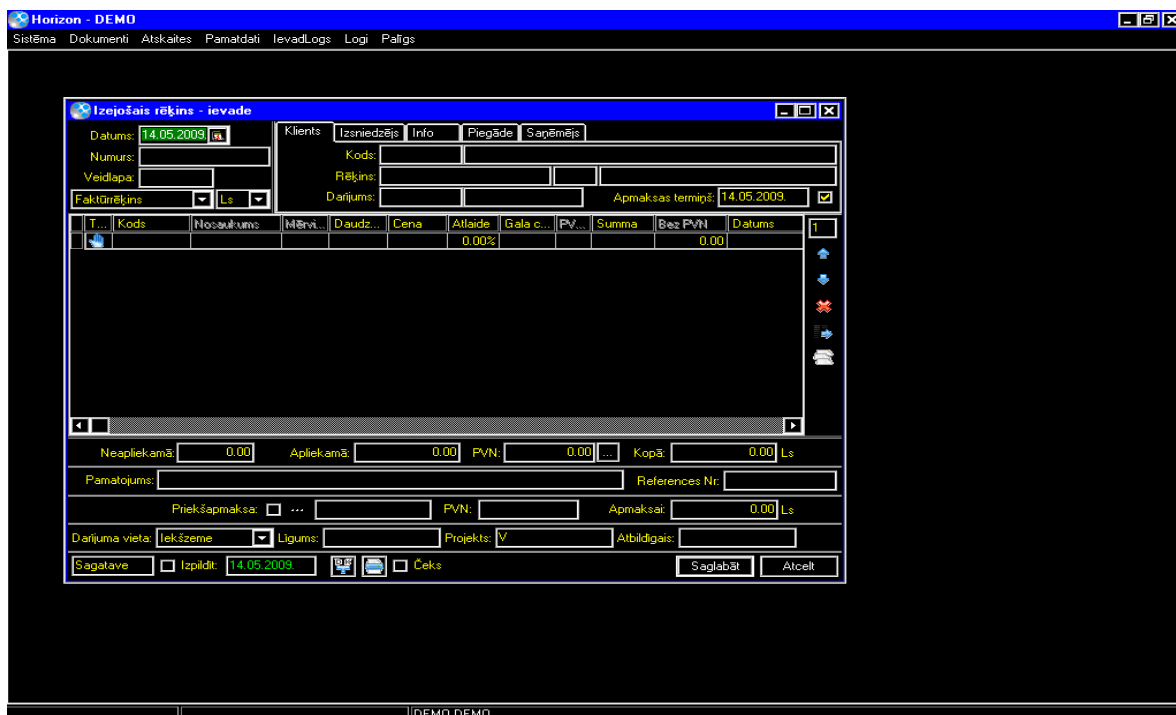 Horizon - DEMO
Sistēma Dokumenti Atskaites Pamatdati IevadLogs Logi Palīgs
Izejošais rēķins - ievade
Datums: 14.05.2009.
Klients Izsniedzējs Info Piegāde Saņēmējs
Numurs:
Kods:
Veidlapa:
Rēķins:
Faktūrrēķins Ls
Darījums:
Apmaksas termiņš: 14.05.2009.
T... Kods Nosaukums Mērvi... Daudz... Cena Atlaide Gala c... PV... Summa Bez PVN Datums
1
0.00% 0.00
Neapliekamā: 0.00 Apliekamā: 0.00 PVN: 0.00 ... Kopā: 0.00 Ls
Pamatojums: References Nr:
Priekšapmaksa: ... PVN: Apmaksai: 0.00 Ls
Darījuma vieta: Iekšzeme Līgums: Projekts: V Atbildīgais:
Sagatave Izpildīt: 14.05.2009. Čeks Saglabāt Atcelt
DEMO DEMO